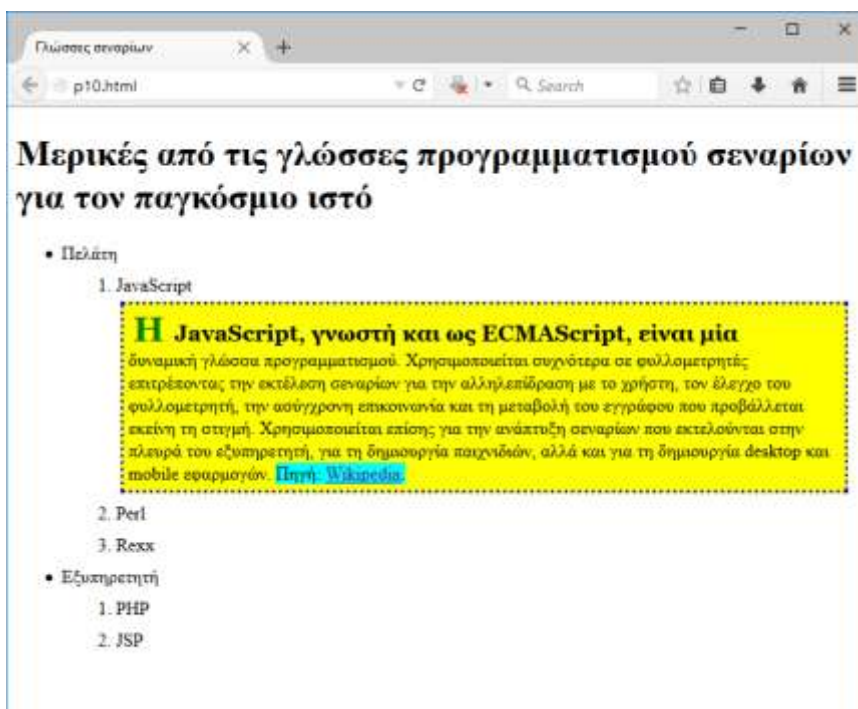 Γλώσσες σεναρίων
p10.html
Search
Μερικές από τις γλώσσες προγραμματισμού σεναρίων
για τον παγκόσμιο ιστό
• Πελάτη
1. JavaScript
Η JavaScript, γνωστή και ως ECMAScript, είναι μία
δυναμική γλώσσα προγραμματισμού. Χρησιμοποιείται συχνότερα σε φυλλομετρητές
επιτρέποντας την εκτέλεση σεναρίων για την αλληλεπίδραση με το χρήστη, τον έλεγχο του
φυλλομετρητή, την ασύγχρονη επικοινωνία και τη μεταβολή του εγγράφου που προβάλλεται
εκείνη τη στιγμή. Χρησιμοποιείται επίσης για την ανάπτυξη σεναρίων που εκτελούνται στην
πλευρά του εξυπηρετητή, για τη δημιουργία παιχνιδιών, αλλά και για τη δημιουργία desktop και
mobile εφαρμογών. Πηγή: Wikipedia.
2. Perl
3. Rexx
• Εξυπηρετητή
1. PHP
2. JSP